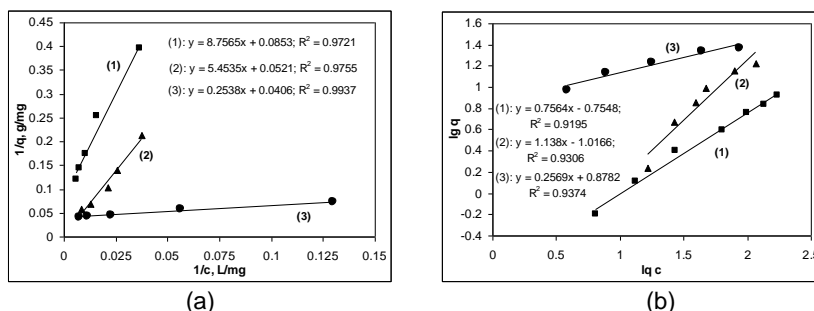 (a)
0.45
0.4
0.35
0.3
0.25
0.2
0.15
0.1
0.05
0
1/q, g/mg
(1): y = 8.7565x + 0.0853; R² = 0.9721
(2): y = 5.4535x + 0.0521; R² = 0.9755
(3): y = 0.2538x + 0.0406; R² = 0.9937
(1)
(2)
(3)
0 0.025 0.05 0.075 0.1 0.125 0.15
1/c, L/mg
(a)
(b)
1.8
1.6
1.4
1.2
1
0.8
0.6
0.4
0.2
0
-0.2
-0.4
lg q
(3)
(2)
(1): y = 0.7564x - 0.7548;
R² = 0.9195
(2): y = 1.138x - 1.0166;
R² = 0.9306
(3): y = 0.2569x + 0.8782
R² = 0.9374
(1)
0 0.5 1 1.5 2 2.5
lq c
(b)